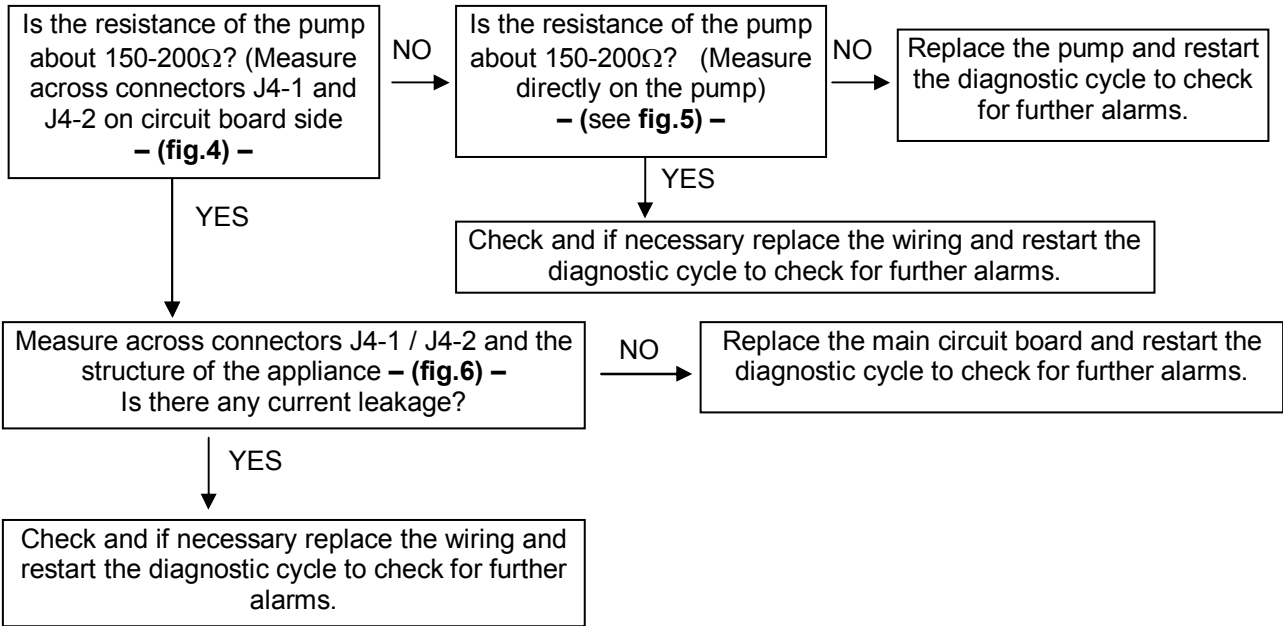 Is the resistance of the pump
about 150-200Ω? (Measure
across connectors J4-1 and
J4-2 on circuit board side
– (fig.4) –
NO
Is the resistance of the pump
about 150-200Ω? (Measure
directly on the pump)
– (see fig.5) –
NO
Replace the pump and restart
the diagnostic cycle to check
for further alarms.
YES
YES
Check and if necessary replace the wiring and restart the
diagnostic cycle to check for further alarms.
Measure across connectors J4-1 / J4-2 and the
structure of the appliance – (fig.6) –
Is there any current leakage?
NO
Replace the main circuit board and restart the
diagnostic cycle to check for further alarms.
YES
Check and if necessary replace the wiring and
restart the diagnostic cycle to check for further
alarms.